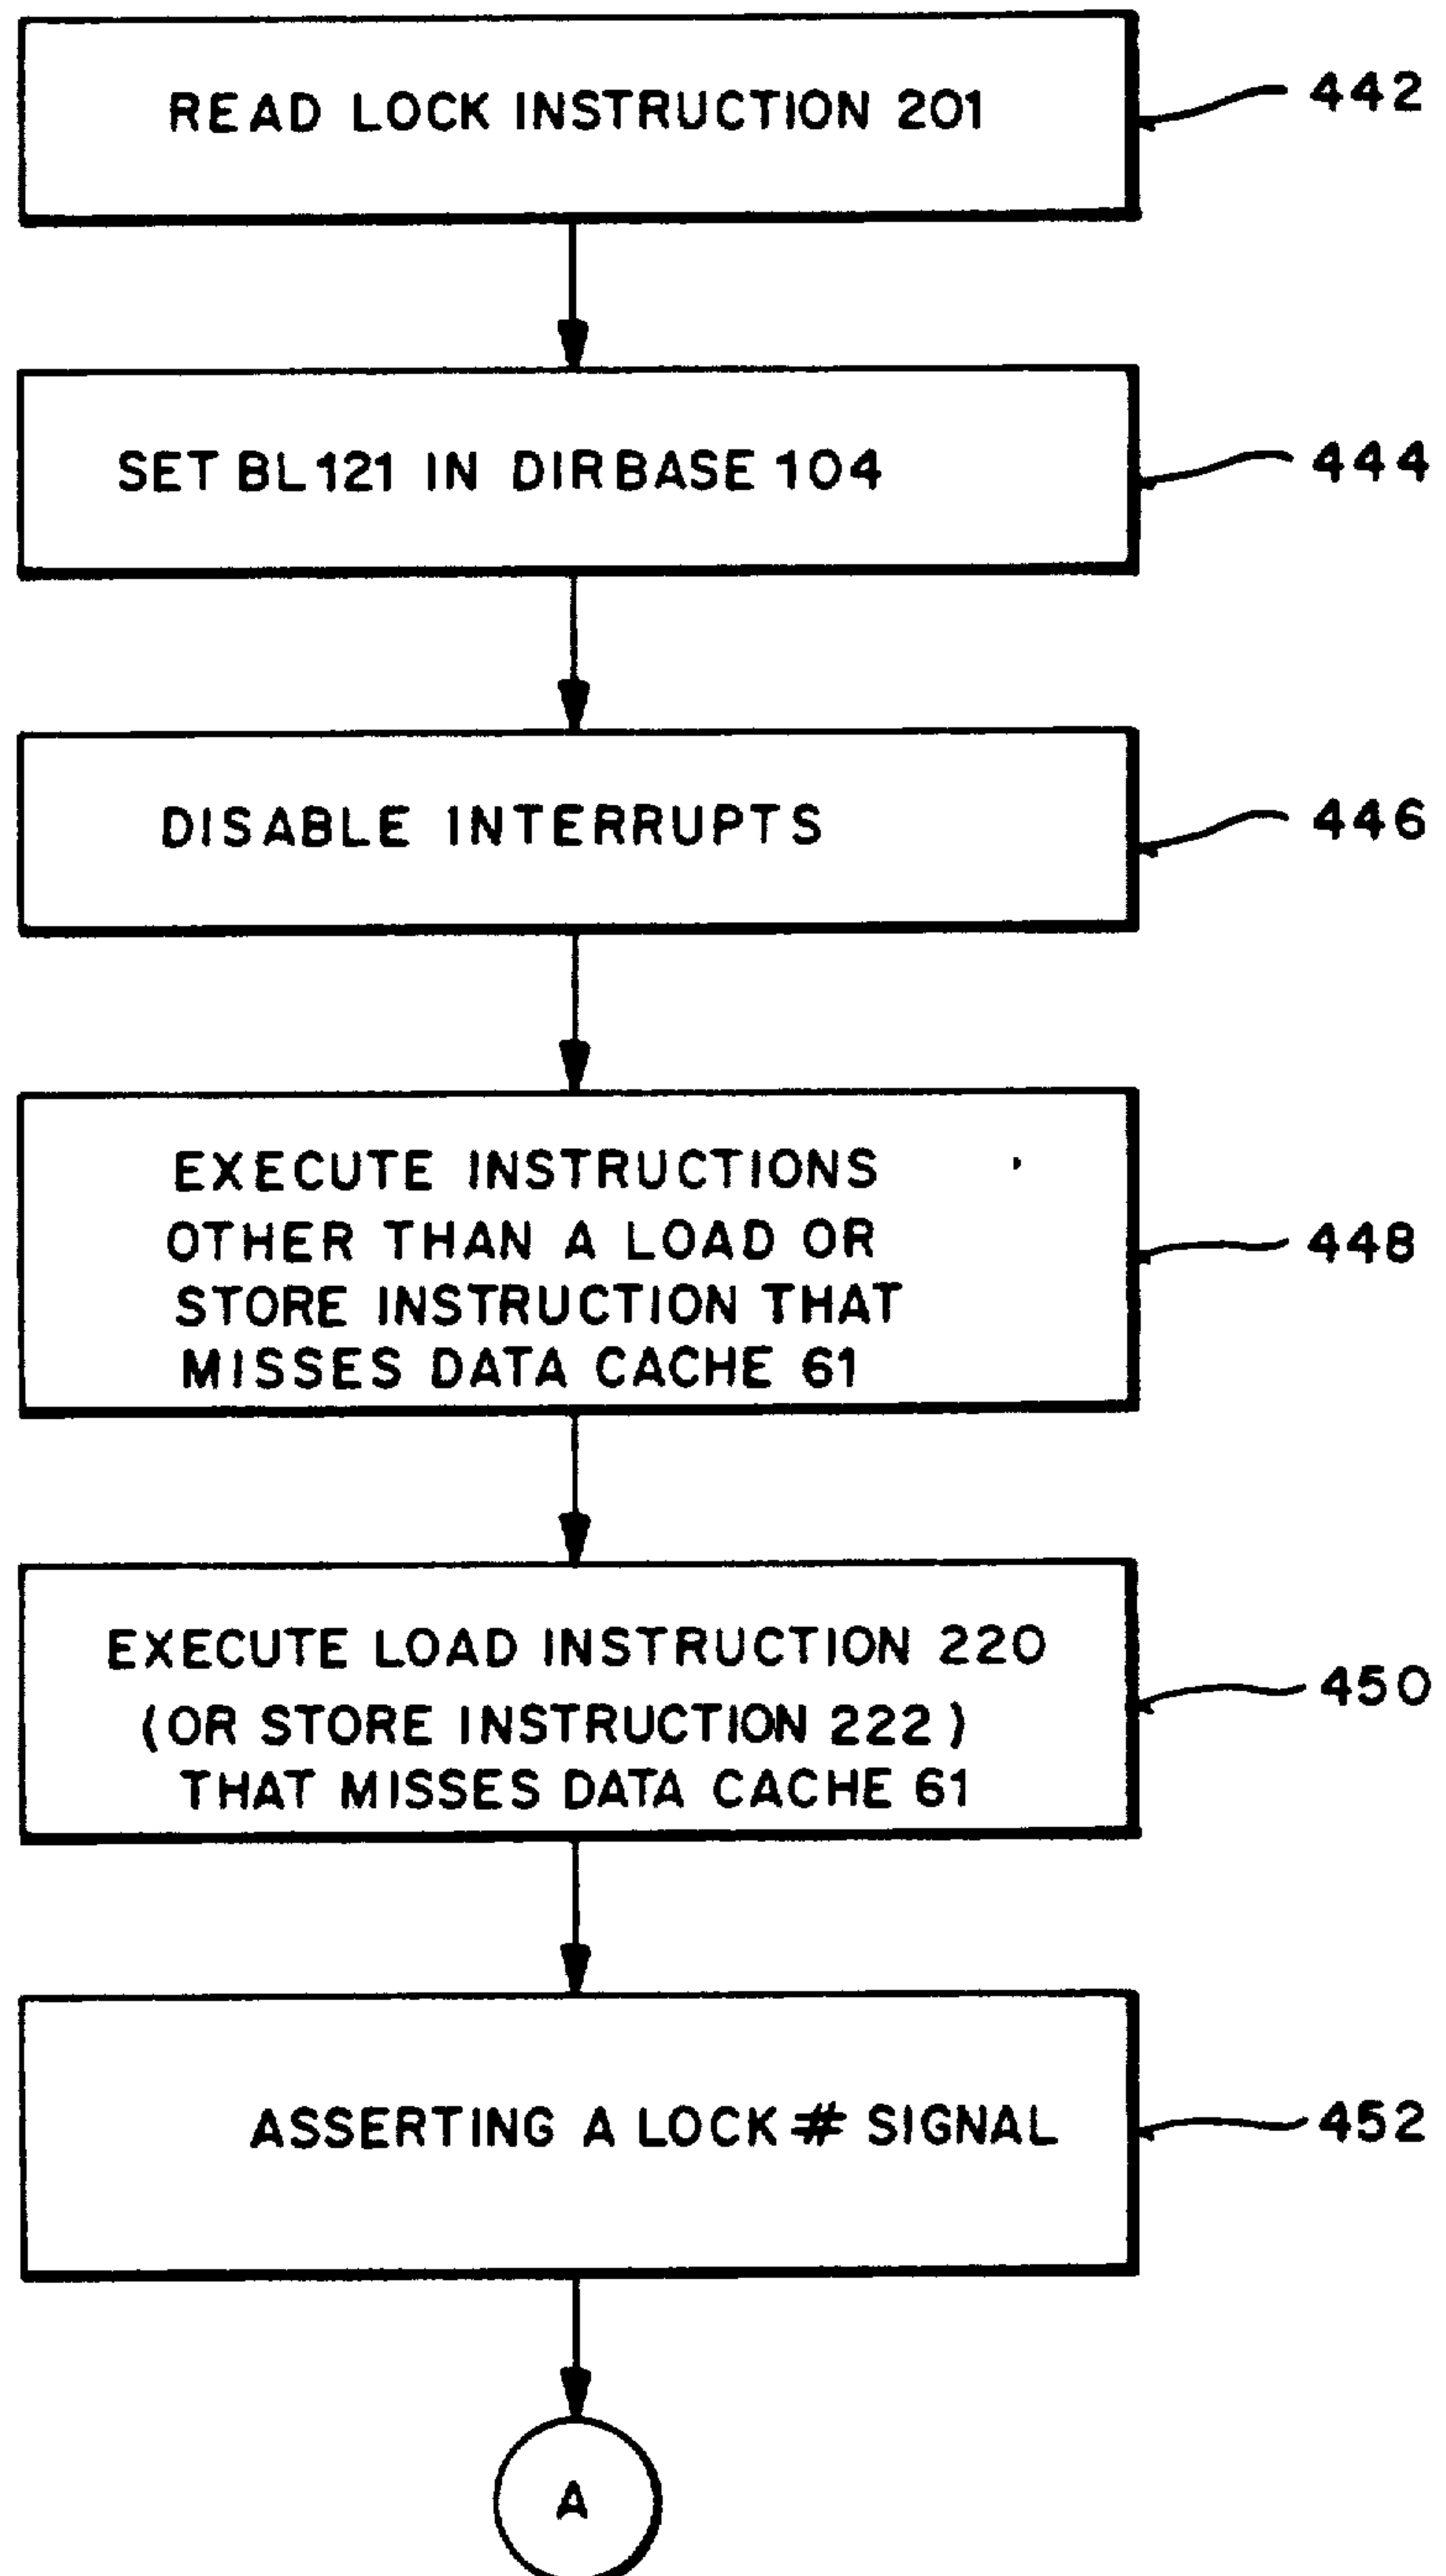 READ LOCK INSTRUCTION 201
442
SET BL121 IN DIRBASE 104
444
DISABLE INTERRUPTS
446
EXECUTE INSTRUCTIONS
OTHER THAN A LOAD OR
STORE INSTRUCTION THAT
MISSES DATA CACHE 61
448
EXECUTE LOAD INSTRUCTION 220
(OR STORE INSTRUCTION 222)
THAT MISSES DATA CACHE 61
450
ASSERTING A LOCK # SIGNAL
452
A